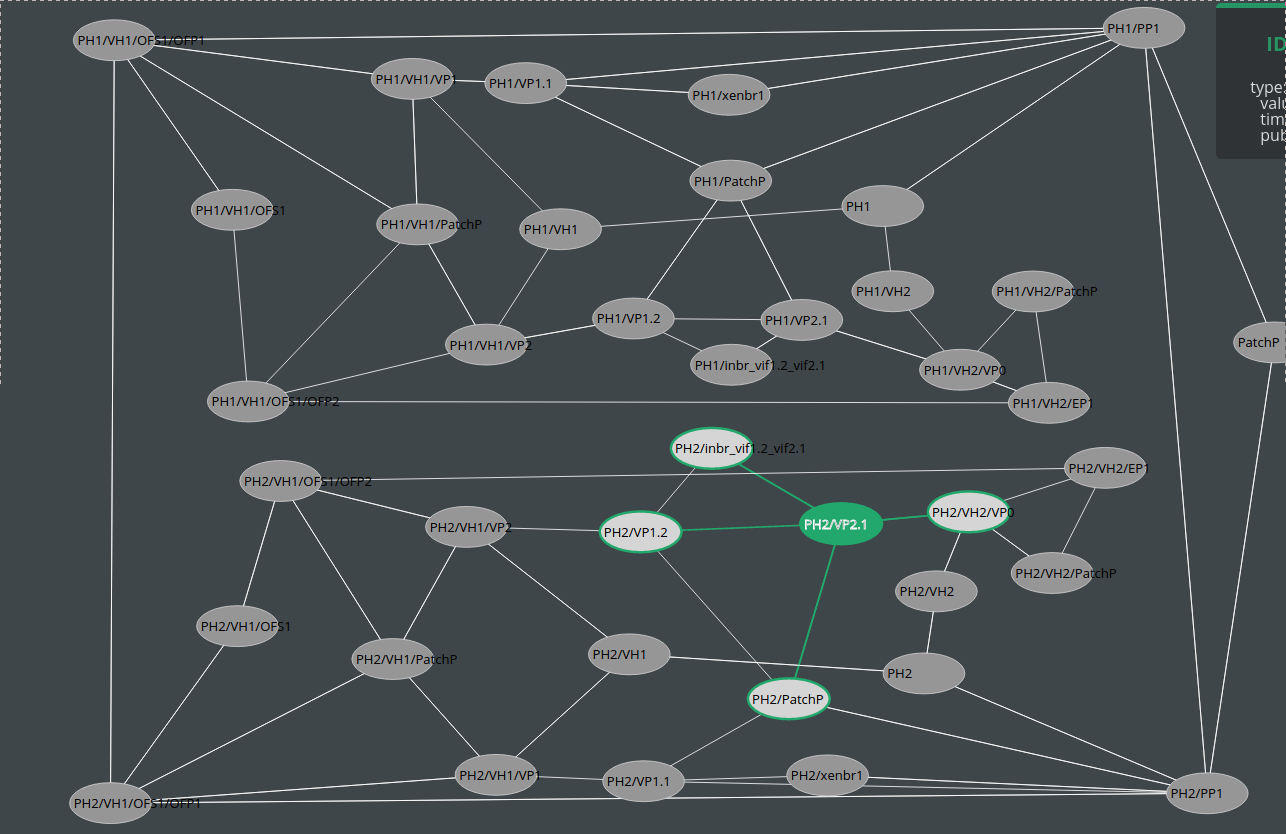 PH1/VH1/OFS1/OFP1
PH1/PP1
ID
PH1/VH1/VP1
PH1/VP1.1
PH1/xenbr1
type:
valu
tim
pub
PH1/PatchP
PH1/VH1/OFS1
PH1/VH1/PatchP
PH1/VH1
PH1
PH1/VH2
PH1/VH2/PatchP
PH1/VP1.2
PH1/VP2.1
PatchP
PH1/VH1/VP2
PH1/inbr_vif1.2_vif2.1
PH1/VH2/VP0
PH1/VH1/OFS1/OFP2
PH1/VH2/EP1
PH2/inbr_vif1.2_vif2.1
PH2/VH2/EP1
PH2/VH1/OFS1/OFP2
PH2/VH1/VP2
PH2/VP1.2
PH2/VP2.1
PH2/VH2/VP0
PH2/VH2/PatchP
PH2/VH2
PH2/VH1/OFS1
PH2/VH1/PatchP
PH2/VH1
PH2
PH2/PatchP
PH2/VH1/VP1
PH2/VP1.1
PH2/xenbr1
PH2/PP1
PH2/VH1/OFS1/OFP1